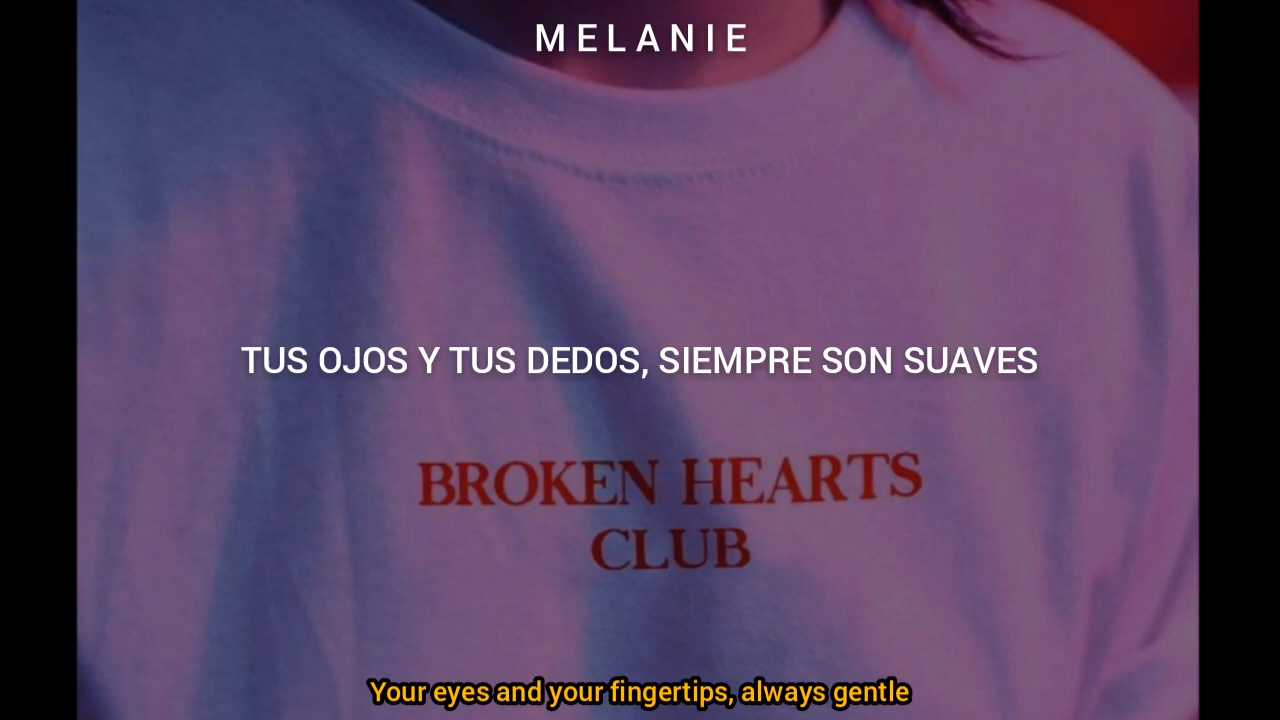 MELANIE
TUS OJOS Y TUS DEDOS, SIEMPRE SON SUAVES
BROKEN HEARTS
CLUB
Your eyes and your fingertips, always gentle